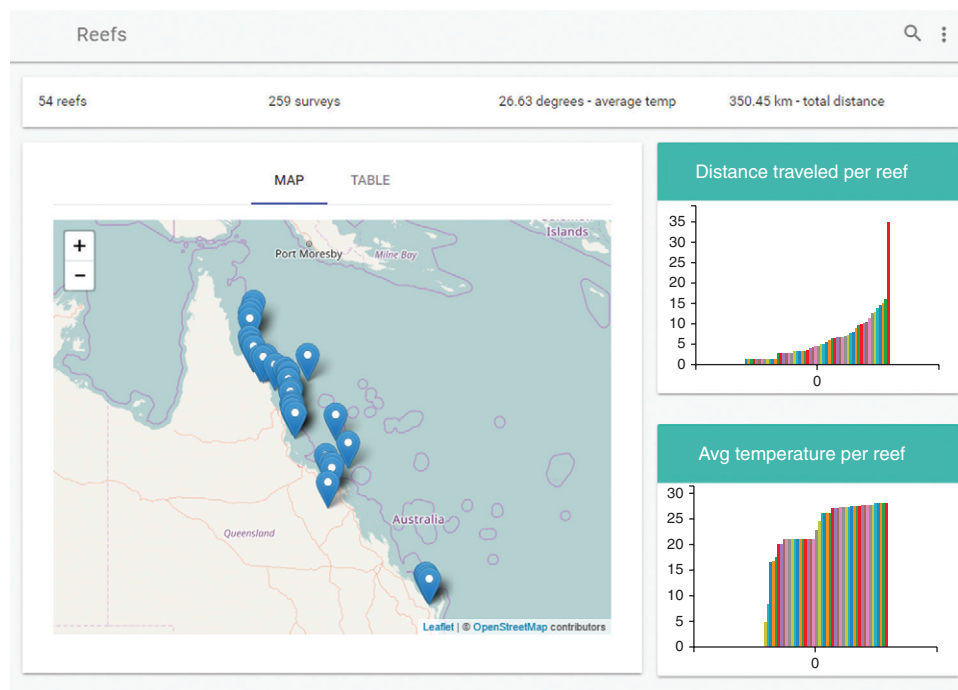 Reefs
54 reefs
259 surveys
26.63 degrees - average temp
350.45 km - total distance
MAP
TABLE
+
−
Islands
Port Moresby
Milne Bay
Queensland
Australia
Leaflet | © OpenStreetMap contributors
Distance traveled per reef
35
30
25
20
15
10
5
0
0
Avg temperature per reef
30
25
20
15
10
5
0
0